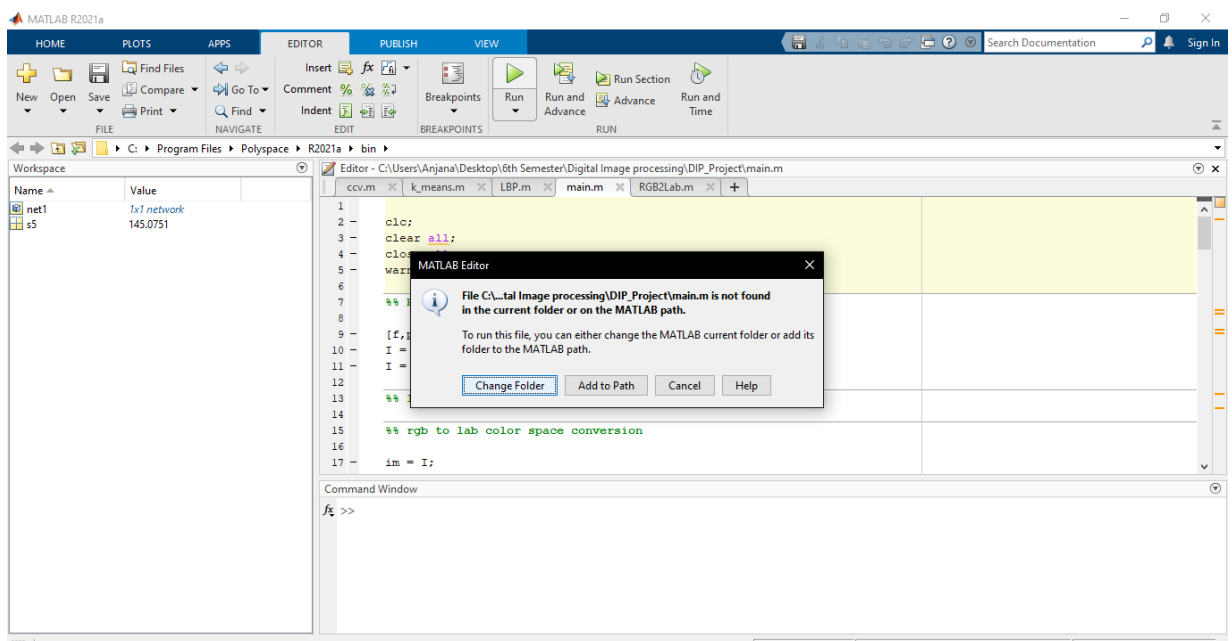 MATLAB R2021a
HOME PLOTS APPS EDITOR PUBLISH VIEW Search Documentation Sign In
New Open Save Find Files Compare Print
FILE
Go To Find
NAVIGATE
Insert fx
Comment
Indent
EDIT
Breakpoints
BREAKPOINTS
Run Run and Advance Run Section Advance Run and Time
RUN
C: Program Files Polyspace R2021a bin
Workspace
Name Value
net1 1x1 network
s5 145.0751
Editor - C:\Users\Anjana\Desktop\6th Semester\Digital Image processing\DIP_Project\main.m
ccv.m k_means.m LBP.m main.m RGB2Lab.m
1
2 clc;
3 clear all;
4 clos
5 warn
6
7 %%
8
9 [f,p
10 I =
11 I =
12
13 %%
14
15 %% rgb to lab color space conversion
16
17 im = I;
MATLAB Editor
File C:\...tal Image processing\DIP_Project\main.m is not found
in the current folder or on the MATLAB path.
To run this file, you can either change the MATLAB current folder or add its
folder to the MATLAB path.
Change Folder Add to Path Cancel Help
Command Window
fx >>